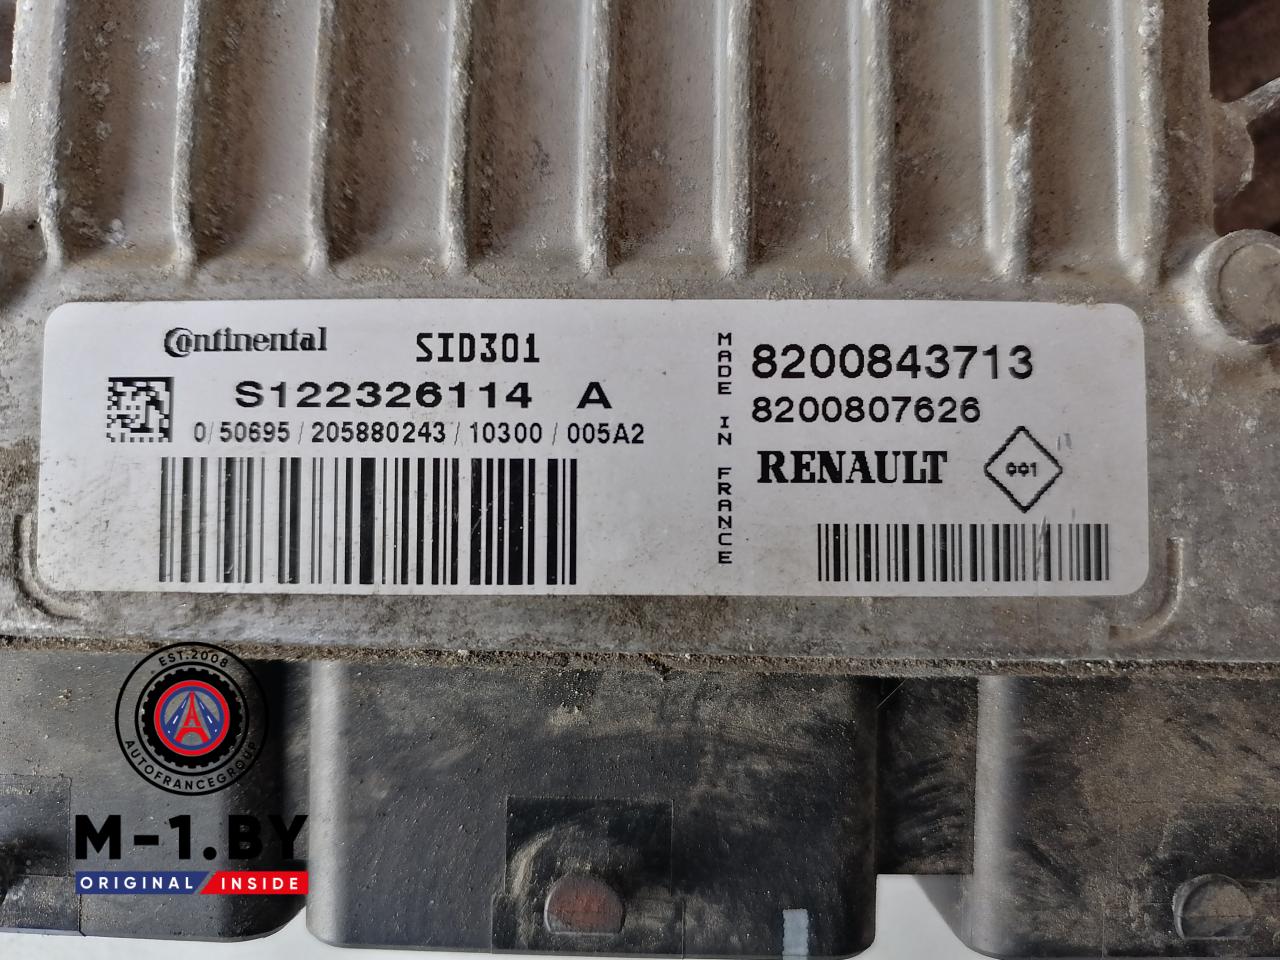 Continental SID301
S122326114 A
0/50695/205880243/10300/005A2
MADE IN FRANCE
8200843713
8200807626
RENAULT
001
EST.2008
AUTOFRANCEGROUP
M-1.BY
ORIGINAL/INSIDE